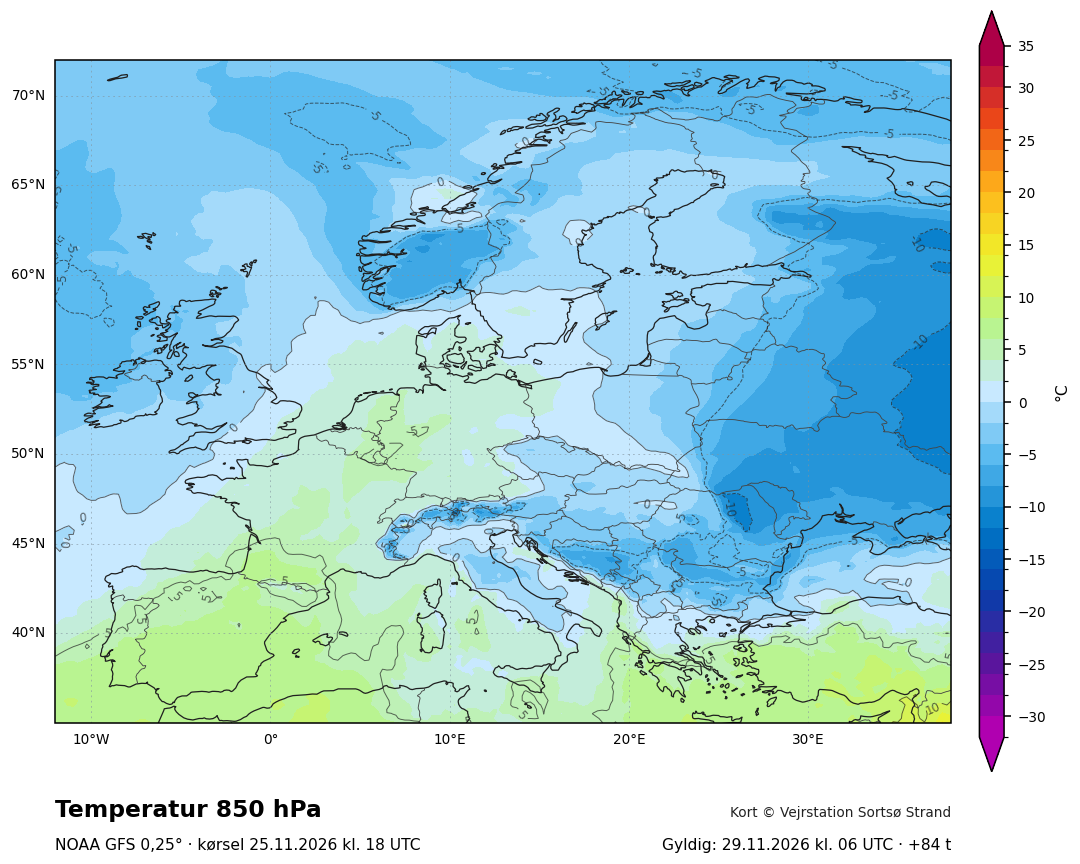 35
30
25
20
15
10
5
0
−5
−10
−15
−20
−25
−30
°C
70°N
65°N
60°N
55°N
50°N
45°N
40°N
10°W
0°
10°E
20°E
30°E
Temperatur 850 hPa
Kort © Vejrstation Sortsø Strand
NOAA GFS 0,25° · kørsel 25.11.2026 kl. 18 UTC
Gyldig: 29.11.2026 kl. 06 UTC · +84 t